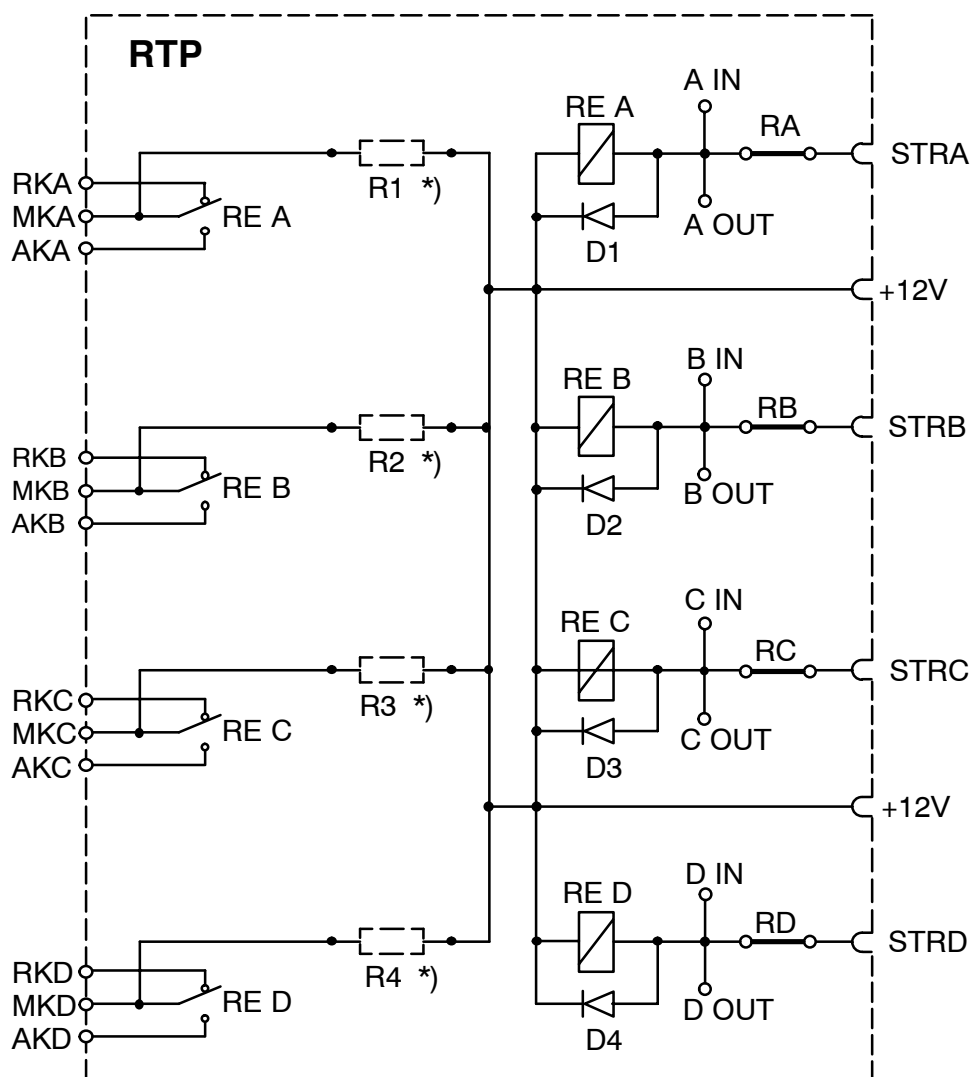 RTP
A IN
RE A
RA
STRA
RKA
R1 *)
MKA
RE A
A OUT
AKA
D1
+12V
B IN
RE B
RB
STRB
RKB
R2 *)
MKB
RE B
B OUT
AKB
D2
C IN
RE C
RC
STRC
RKC
R3 *)
MKC
RE C
C OUT
AKC
D3
+12V
D IN
RE D
RD
STRD
RKD
R4 *)
MKD
RE D
D OUT
AKD
D4